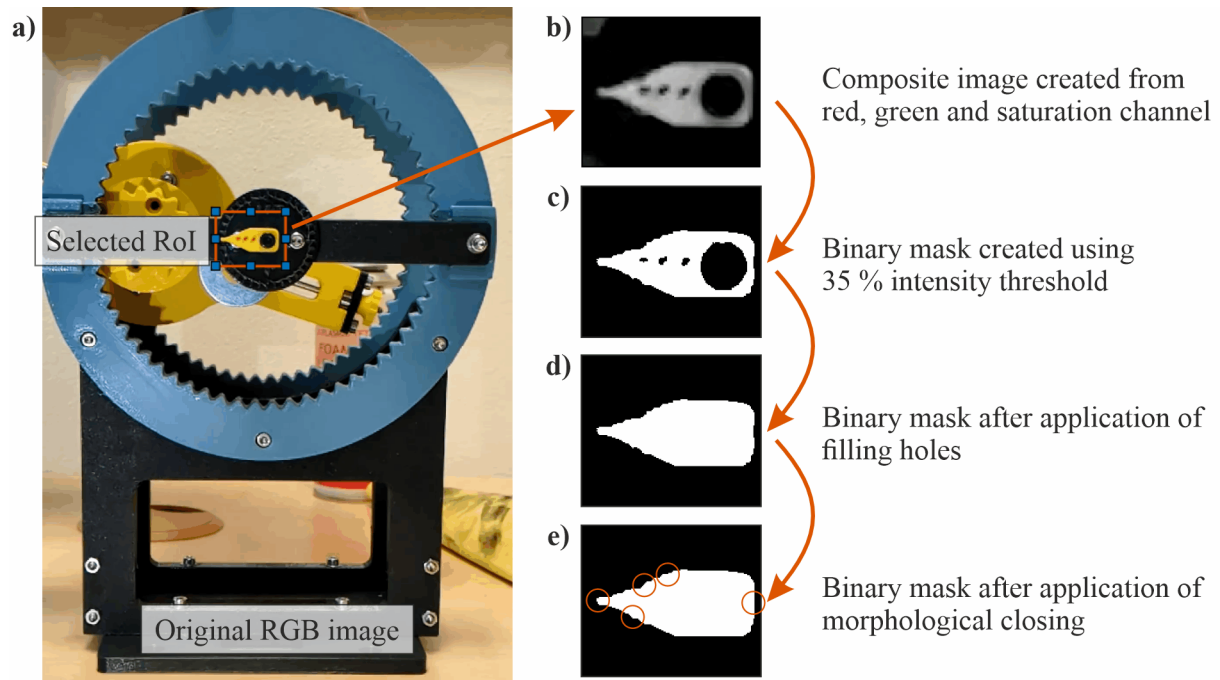 a)
Selected RoI
FOAM
Original RGB image
b)
Composite image created from
red, green and saturation channel
c)
Binary mask created using
35 % intensity threshold
d)
Binary mask after application of
filling holes
e)
Binary mask after application of
morphological closing